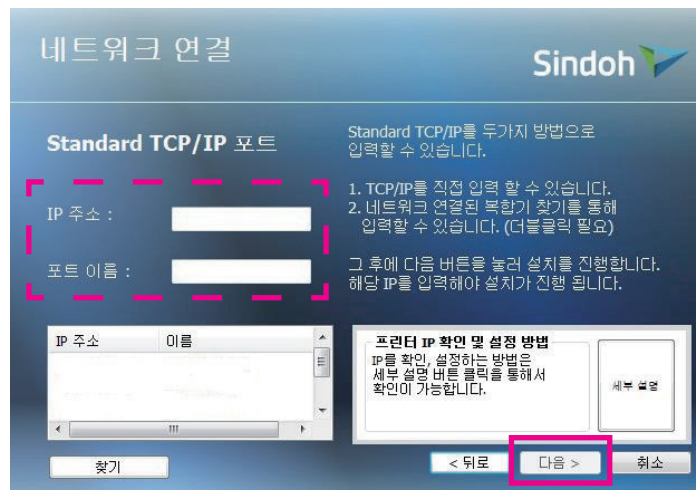 네트워크 연결
Sindoh
Standard TCP/IP 포트
IP 주소 :
포트 이름 :
Standard TCP/IP를 두가지 방법으로
입력할 수 있습니다.
1. TCP/IP를 직접 입력 할 수 있습니다.
2. 네트워크 연결된 복합기 찾기를 통해
입력할 수 있습니다. (더블클릭 필요)
그 후에 다음 버튼을 눌러 설치를 진행합니다.
해당 IP를 입력해야 설치가 진행 됩니다.
IP 주소 이름
찾기
프린터 IP 확인 및 설정 방법
IP를 확인, 설정하는 방법은
세부 설명 버튼 클릭을 통해서
확인이 가능합니다.
세부 설명
< 뒤로 다음 > 취소